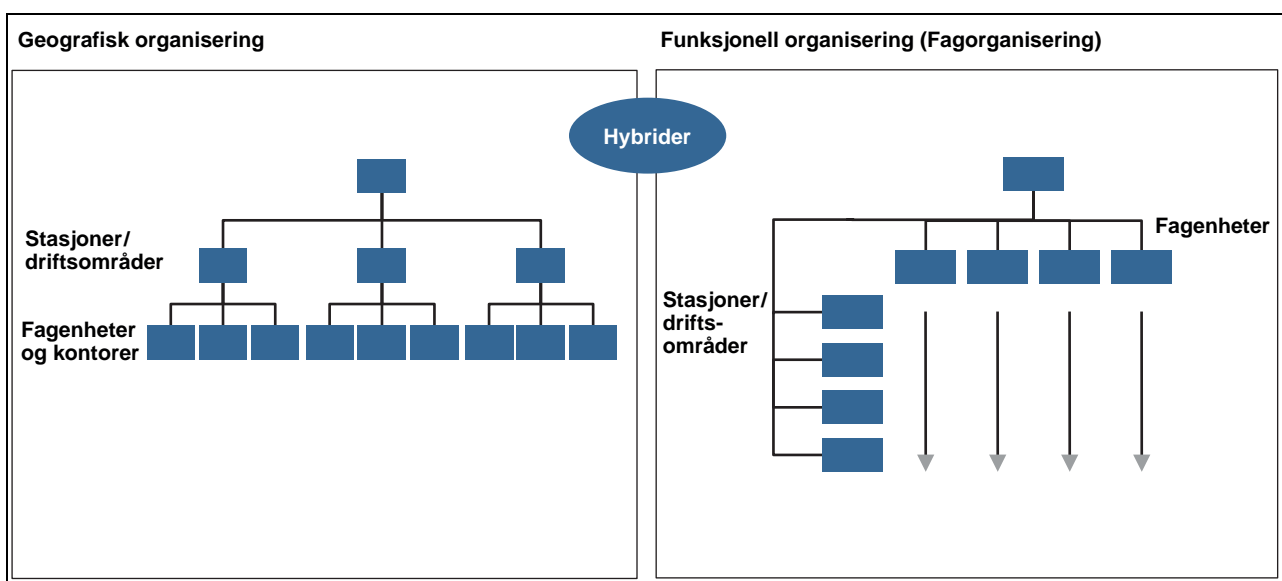 Geografisk organisering
Funksjonell organisering (Fagorganisering)
Hybrider
Stasjoner/
driftsområder
Fagenheter
og kontorer
Fagenheter
Stasjoner/
drifts-
områder